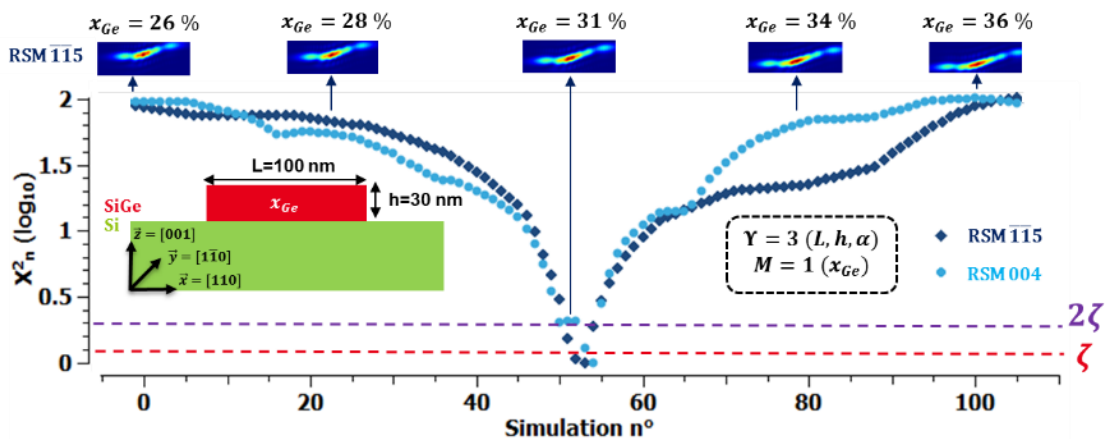 x_Ge = 26 % x_Ge = 28 % x_Ge = 31 % x_Ge = 34 % x_Ge = 36 %
RSM 1̅1̅5
2
1.5
1
0.5
0
X²ₙ (log₁₀)
L=100 nm
x_Ge
h=30 nm
SiGe
Si
z⃗ = [001]
y⃗ = [11̅0]
x⃗ = [110]
Υ = 3 (L, h, α)
M = 1 (x_Ge)
RSM 1̅1̅5
RSM 004
2ζ
ζ
0 20 40 60 80 100
Simulation n°